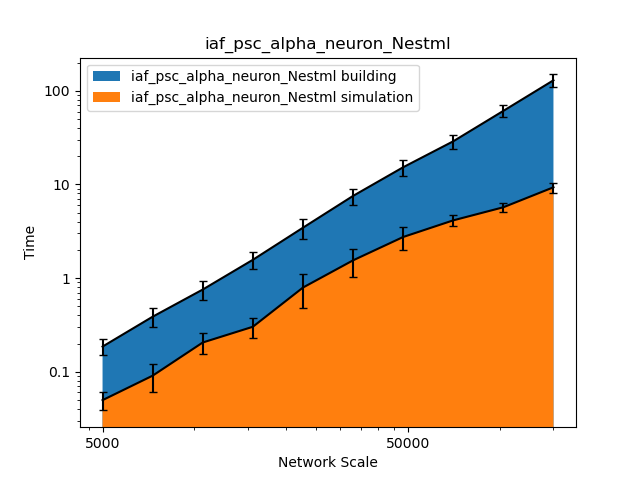 iaf_psc_alpha_neuron_Nestml
iaf_psc_alpha_neuron_Nestml building
iaf_psc_alpha_neuron_Nestml simulation
100
10
1
0.1
Time
5000
50000
Network Scale